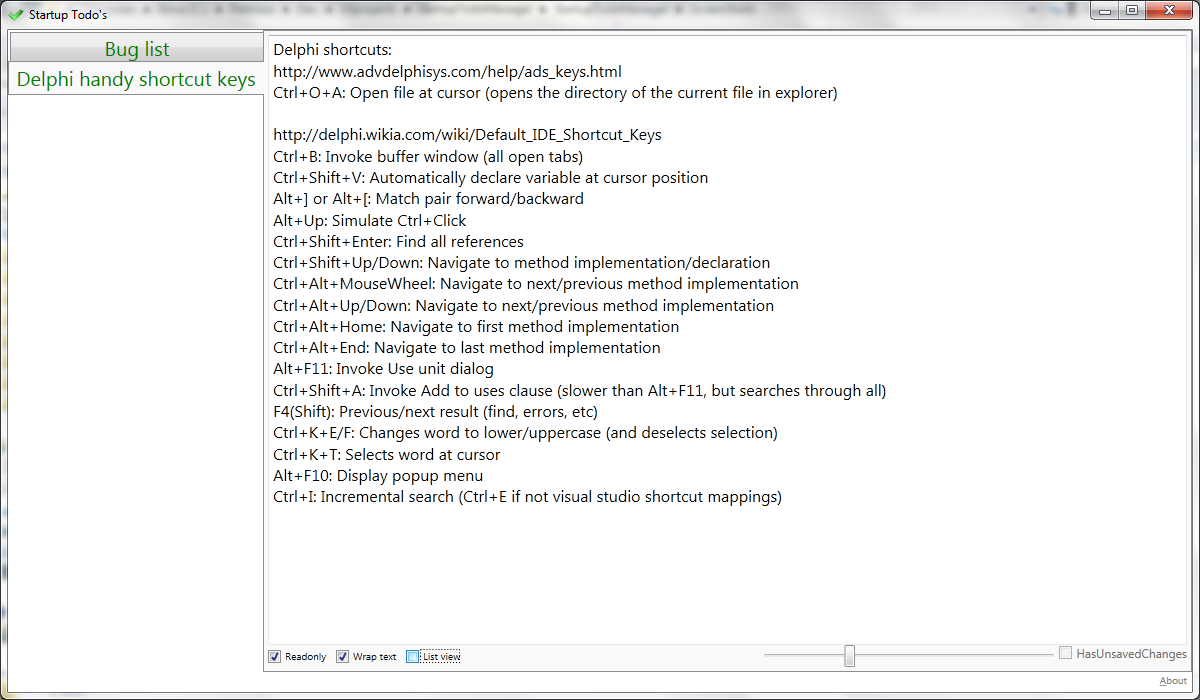 Startup Todo's
Bug list
Delphi handy shortcut keys
Delphi shortcuts:
http://www.advdelphisys.com/help/ads_keys.html
Ctrl+O+A: Open file at cursor (opens the directory of the current file in explorer)
http://delphi.wikia.com/wiki/Default_IDE_Shortcut_Keys
Ctrl+B: Invoke buffer window (all open tabs)
Ctrl+Shift+V: Automatically declare variable at cursor position
Alt+] or Alt+[: Match pair forward/backward
Alt+Up: Simulate Ctrl+Click
Ctrl+Shift+Enter: Find all references
Ctrl+Shift+Up/Down: Navigate to method implementation/declaration
Ctrl+Alt+MouseWheel: Navigate to next/previous method implementation
Ctrl+Alt+Up/Down: Navigate to next/previous method implementation
Ctrl+Alt+Home: Navigate to first method implementation
Ctrl+Alt+End: Navigate to last method implementation
Alt+F11: Invoke Use unit dialog
Ctrl+Shift+A: Invoke Add to uses clause (slower than Alt+F11, but searches through all)
F4(Shift): Previous/next result (find, errors, etc)
Ctrl+K+E/F: Changes word to lower/uppercase (and deselects selection)
Ctrl+K+T: Selects word at cursor
Alt+F10: Display popup menu
Ctrl+I: Incremental search (Ctrl+E if not visual studio shortcut mappings)
Readonly Wrap text List view HasUnsavedChanges
About